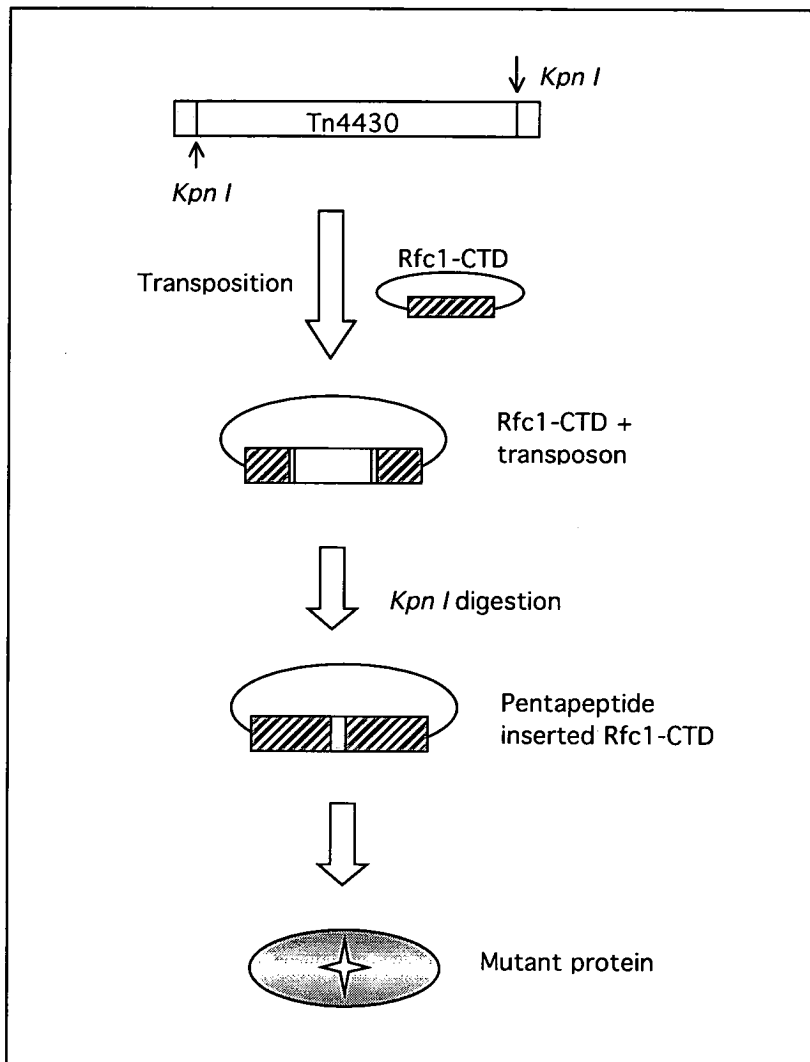 Kpn I
Tn4430
Kpn I
Rfc1-CTD
Transposition
Rfc1-CTD +
transposon
Kpn I digestion
Pentapeptide
inserted Rfc1-CTD
Mutant protein